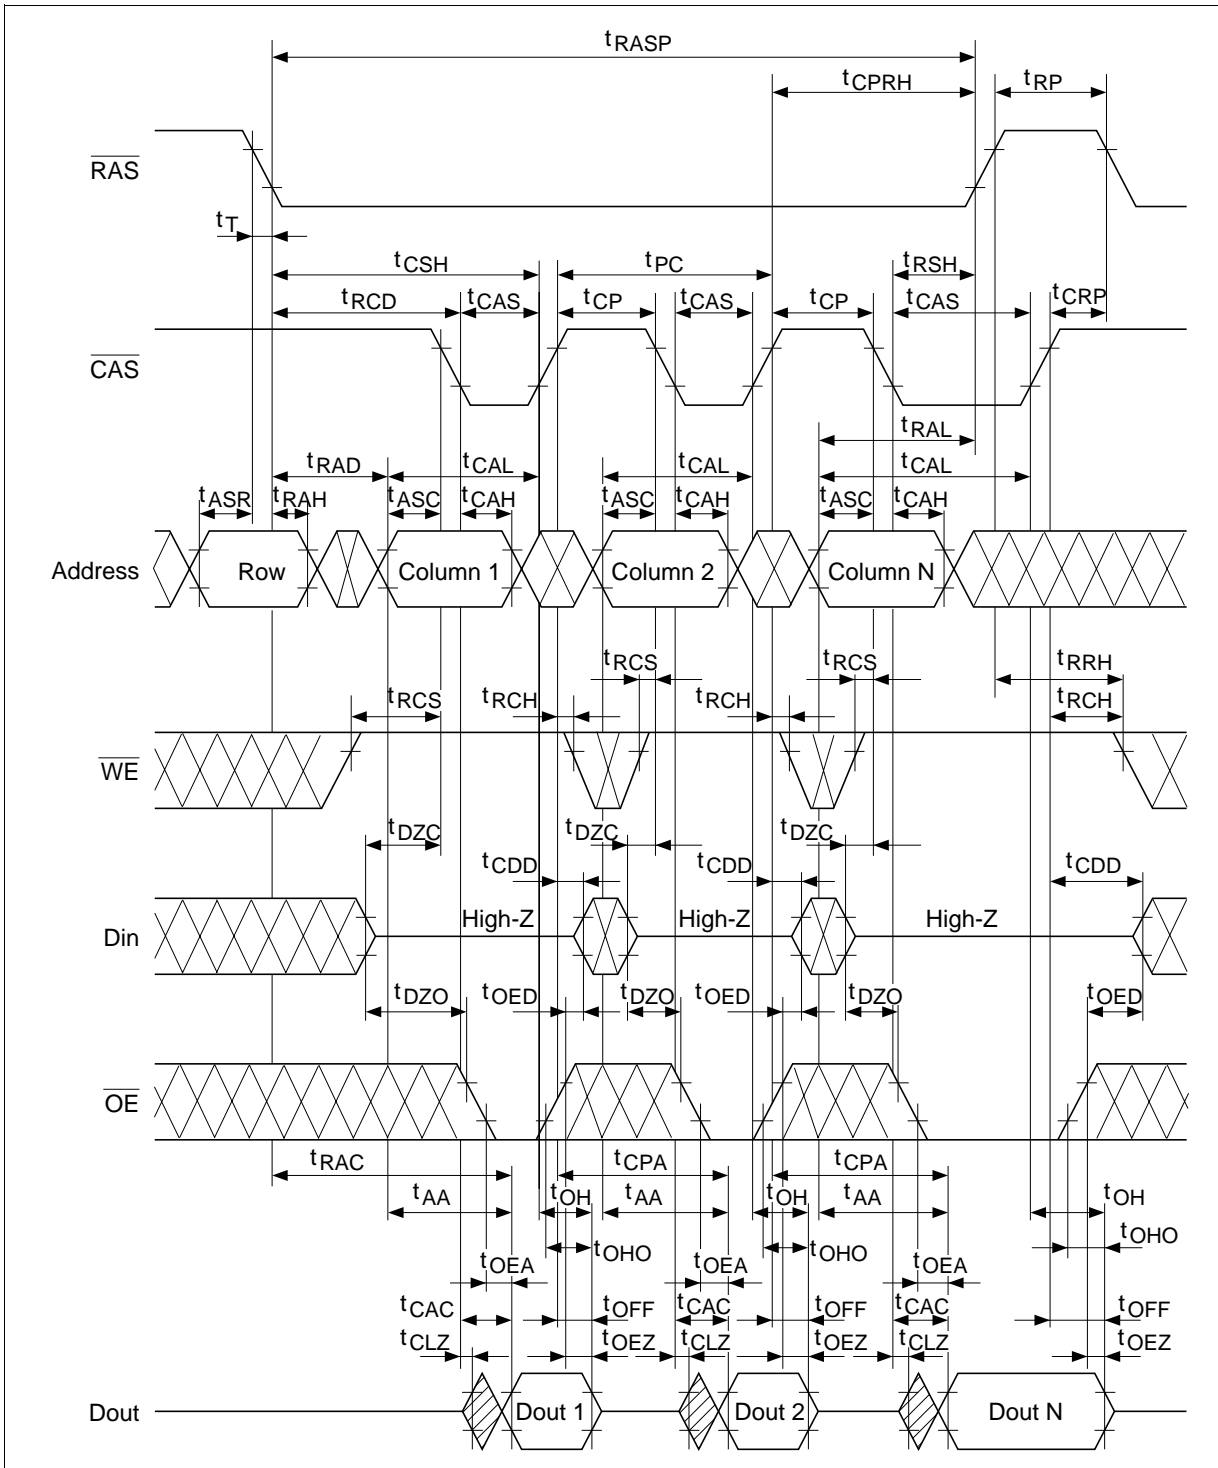 tRASP
tCPRH
tRP
RAS
tT
tCSH
tPC
tRSH
tRCD
tCAS
tCP
tCAS
tCP
tCAS
tCRP
CAS
tRAL
tRAD
tCAL
tCAL
tCAL
tASR
tRAH
tASC
tCAH
tASC
tCAH
tASC
tCAH
Address
Row
Column 1
Column 2
Column N
tRCS
tRCS
tRRH
tRCS
tRCH
tRCH
tRCH
WE
tDZC
tDZC
tDZC
tCDD
tCDD
tCDD
Din
High-Z
High-Z
High-Z
tDZO
tOED
tDZO
tOED
tDZO
tOED
OE
tRAC
tCPA
tCPA
tAA
tOH
tAA
tOH
tAA
tOH
tOHO
tOHO
tOHO
tOEA
tOEA
tOEA
tCAC
tOFF
tCAC
tOFF
tCAC
tOFF
tCLZ
tOEZ
tCLZ
tOEZ
tCLZ
tOEZ
Dout
Dout 1
Dout 2
Dout N